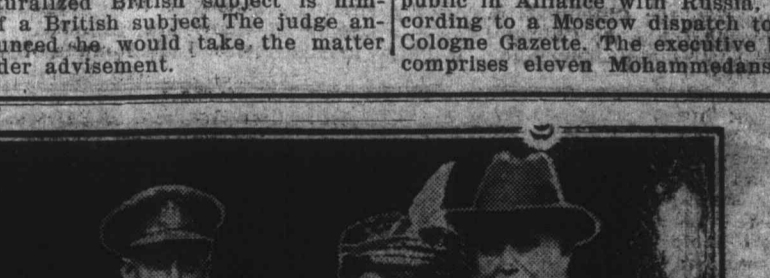 turalized British subject is him-
f a British subject The judge an-
unced he would take the matter
der advisement.
public in Alliance with Russia,
cording to a Moscow dispatch to
Cologne Gazette. The executive
comprises eleven Mohammedans